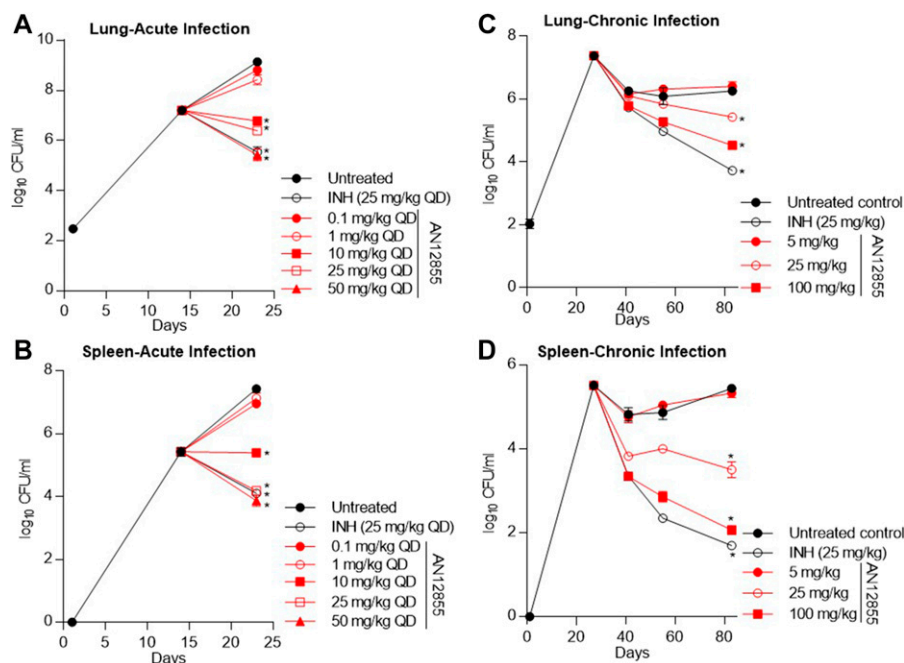 A
Lung-Acute Infection
10
8
6
4
2
0
log10 CFU/ml
0 5 10 15 20 25
Days
*
*
*
*
Untreated
INH (25 mg/kg QD)
0.1 mg/kg QD
1 mg/kg QD
10 mg/kg QD
25 mg/kg QD
50 mg/kg QD
AN12855
B
Spleen-Acute Infection
8
6
4
2
0
log10 CFU/ml
0 5 10 15 20 25
Days
*
*
*
*
Untreated
INH (25 mg/kg QD)
0.1 mg/kg QD
1 mg/kg QD
10 mg/kg QD
25 mg/kg QD
50 mg/kg QD
AN12855
C
Lung-Chronic Infection
8
6
4
2
0
log10 CFU/ml
0 20 40 60 80
Days
*
*
*
Untreated control
INH (25 mg/kg)
5 mg/kg
25 mg/kg
100 mg/kg
AN12855
D
Spleen-Chronic Infection
6
4
2
0
log10 CFU/ml
0 20 40 60 80
Days
*
*
*
Untreated control
INH (25 mg/kg)
5 mg/kg
25 mg/kg
100 mg/kg
AN12855